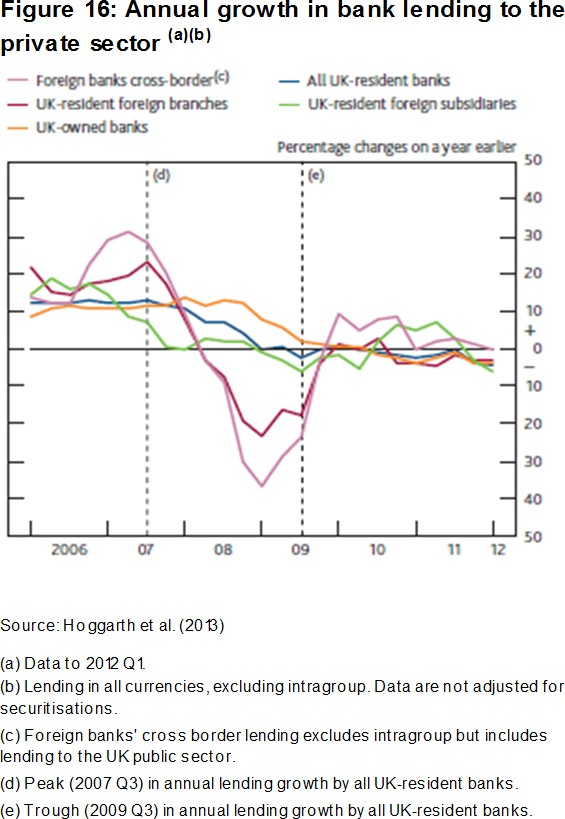 Figure 16: Annual growth in bank lending to the
private sector (a)(b)
Foreign banks cross-border(c)
All UK-resident banks
UK-resident foreign branches
UK-resident foreign subsidiaries
UK-owned banks
Percentage changes on a year earlier
(d)
(e)
50
40
30
20
10
+
0
–
10
20
30
40
50
2006 07 08 09 10 11 12
Source: Hoggarth et al. (2013)
(a) Data to 2012 Q1.
(b) Lending in all currencies, excluding intragroup. Data are not adjusted for
securitisations.
(c) Foreign banks' cross border lending excludes intragroup but includes
lending to the UK public sector.
(d) Peak (2007 Q3) in annual lending growth by all UK-resident banks.
(e) Trough (2009 Q3) in annual lending growth by all UK-resident banks.